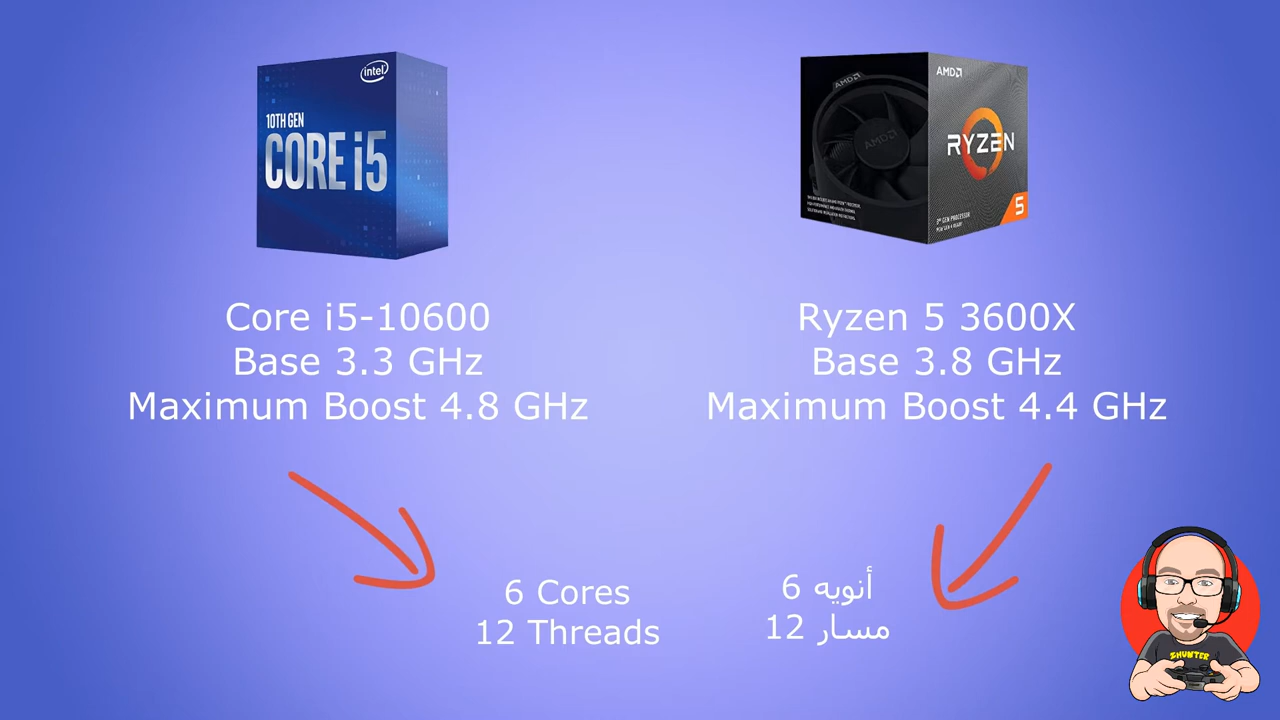 intel
10TH GEN
CORE i5
AMD
AMD
AMD
RYZEN
5
Core i5-10600
Base 3.3 GHz
Maximum Boost 4.8 GHz
Ryzen 5 3600X
Base 3.8 GHz
Maximum Boost 4.4 GHz
6 Cores
12 Threads
أنويه 6
مسار 12
ZHUNTER